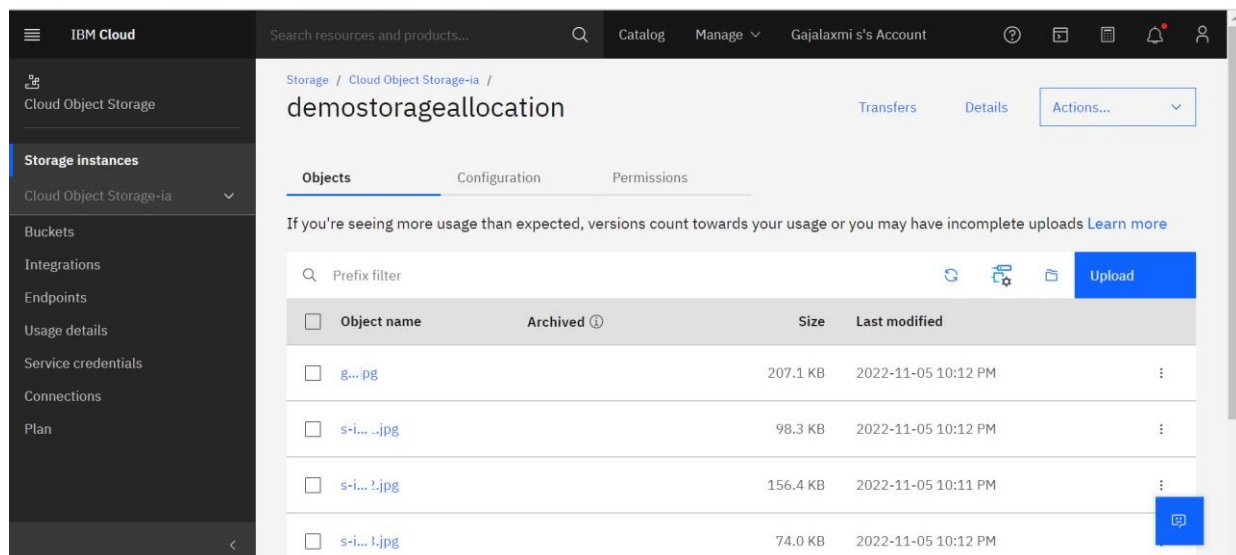 IBM Cloud
Search resources and products...
Catalog
Manage
Gajalaxmi s's Account
Cloud Object Storage
Storage instances
Cloud Object Storage-ia
Buckets
Integrations
Endpoints
Usage details
Service credentials
Connections
Plan
Storage / Cloud Object Storage-ia /
demostorageallocation
Transfers
Details
Actions...
Objects
Configuration
Permissions
If you're seeing more usage than expected, versions count towards your usage or you may have incomplete uploads Learn more
Prefix filter
Upload
Object name Archived Size Last modified
207.1 KB 2022-11-05 10:12 PM
98.3 KB 2022-11-05 10:12 PM
156.4 KB 2022-11-05 10:11 PM
74.0 KB 2022-11-05 10:12 PM